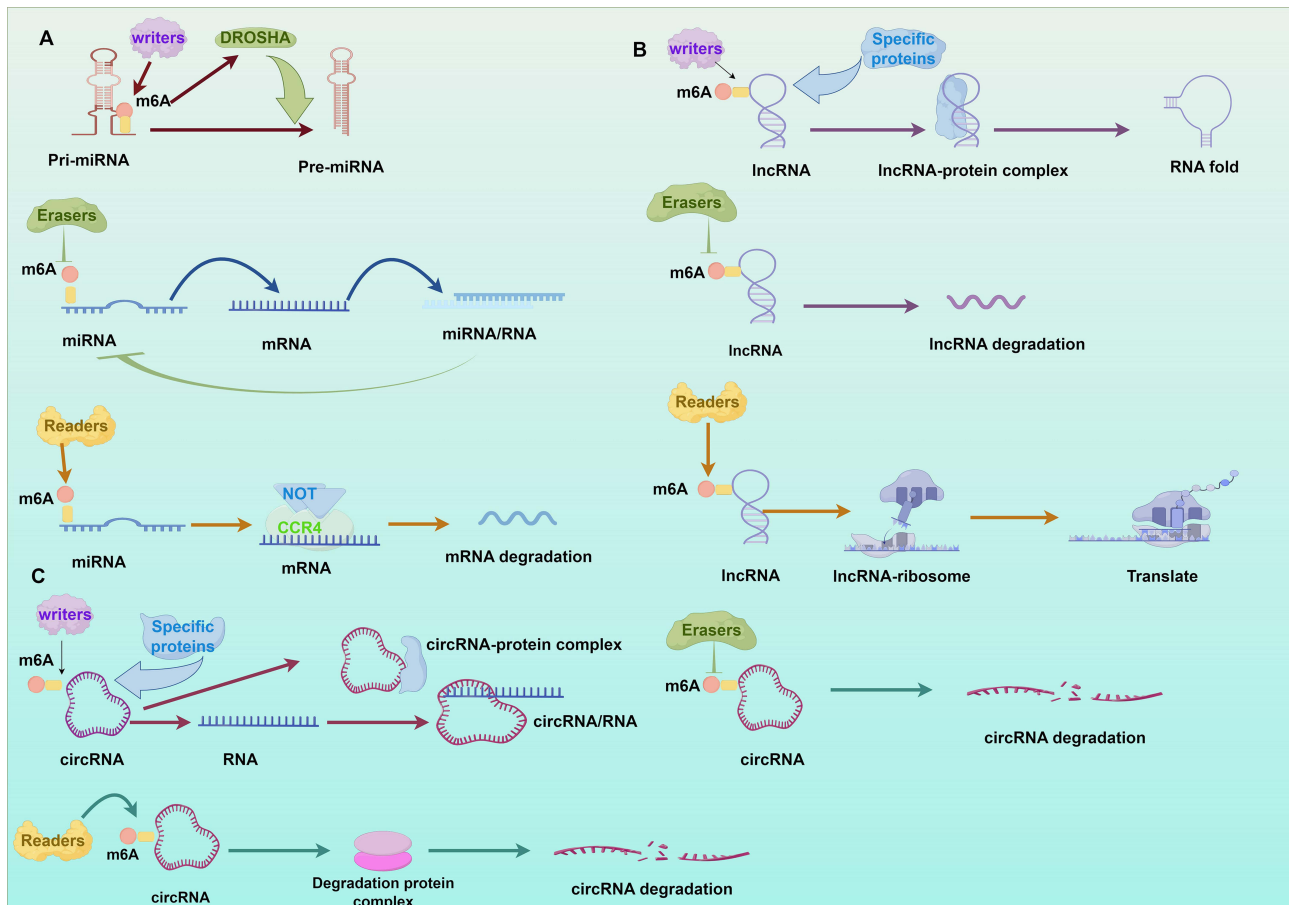 A
writers
DROSHA
m6A
Pri-miRNA
Pre-miRNA
Erasers
m6A
miRNA
mRNA
miRNA/RNA
Readers
m6A
miRNA
NOT
CCR4
mRNA
mRNA degradation
B
writers
Specific
proteins
m6A
lncRNA
lncRNA-protein complex
RNA fold
Erasers
m6A
lncRNA
lncRNA degradation
Readers
m6A
lncRNA
lncRNA-ribosome
Translate
C
writers
Specific
proteins
m6A
circRNA
RNA
circRNA-protein complex
circRNA/RNA
Erasers
m6A
circRNA
circRNA degradation
Readers
m6A
circRNA
Degradation protein
complex
circRNA degradation